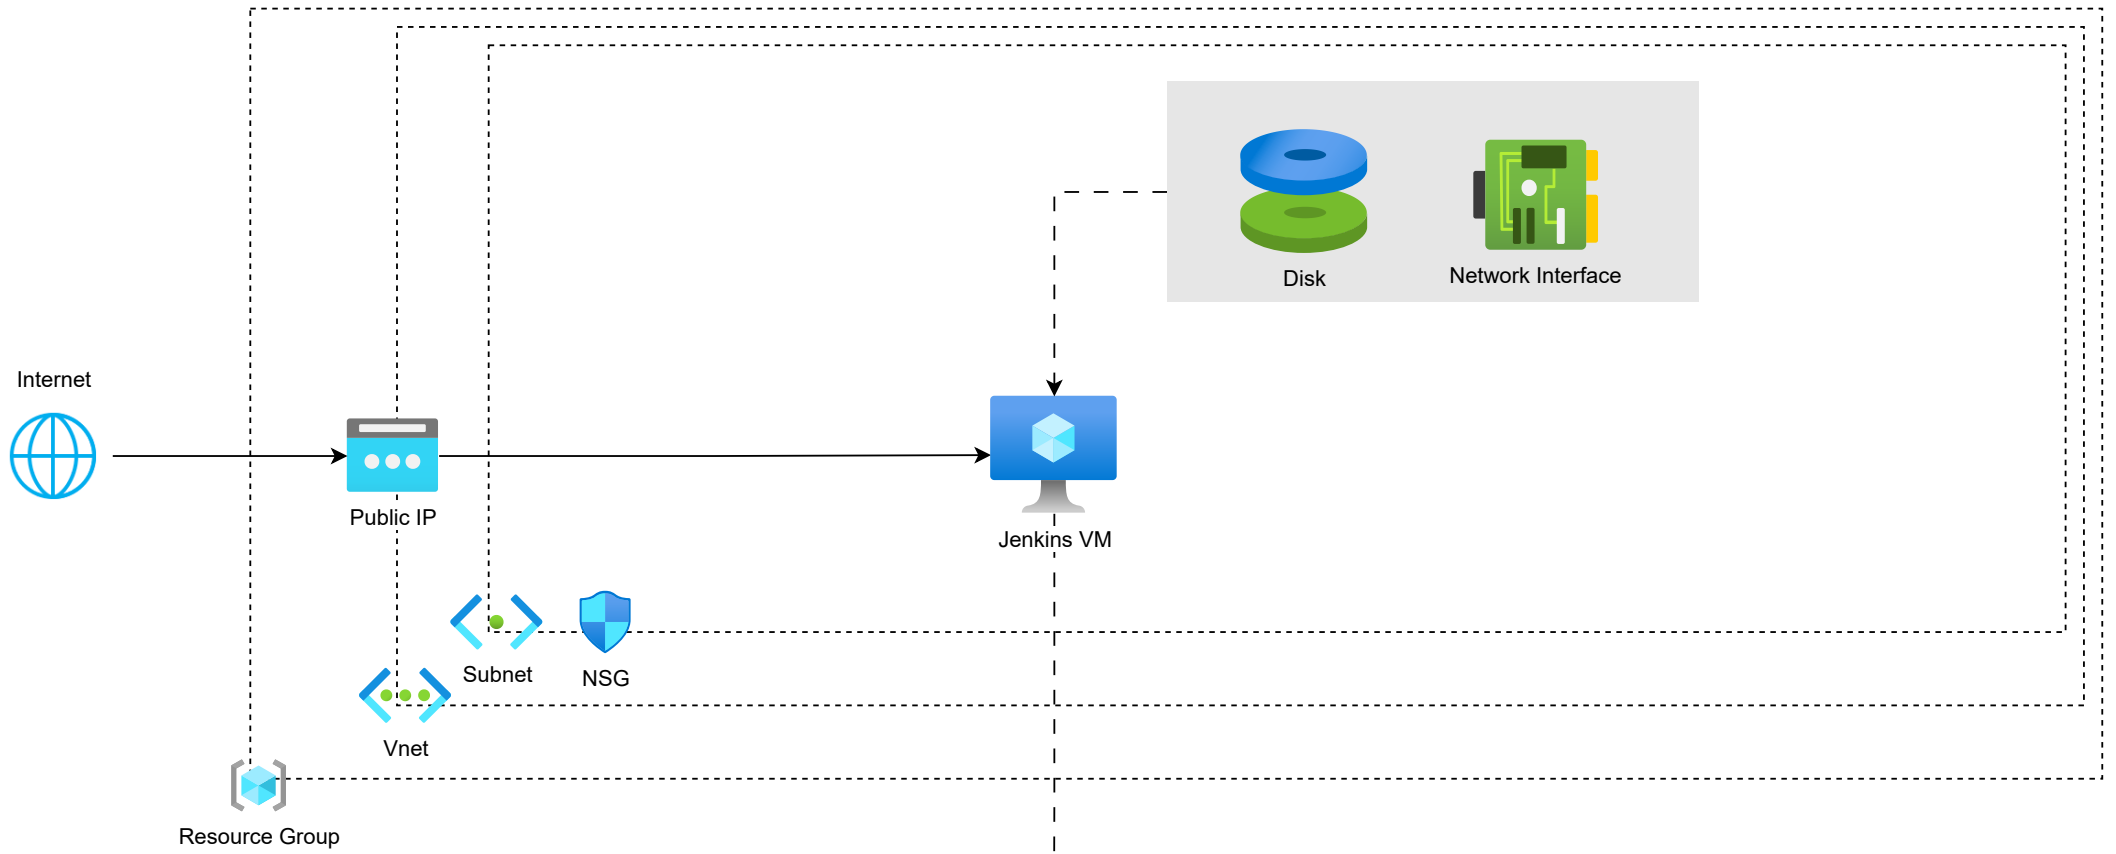 Disk
Network Interface
Internet
Public IP
Jenkins VM
Subnet
NSG
Vnet
Resource Group